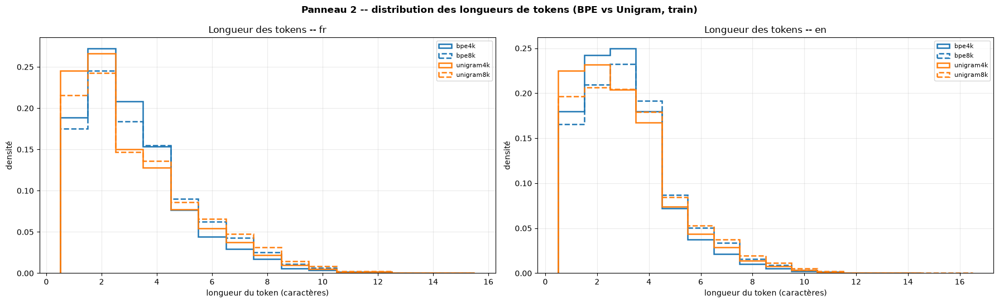 Panneau 2 -- distribution des longueurs de tokens (BPE vs Unigram, train)
Longueur des tokens -- fr
bpe4k
bpe8k
unigram4k
unigram8k
densité
0.25
0.20
0.15
0.10
0.05
0.00
0 2 4 6 8 10 12 14 16
longueur du token (caractères)
Longueur des tokens -- en
bpe4k
bpe8k
unigram4k
unigram8k
densité
0.25
0.20
0.15
0.10
0.05
0.00
0 2 4 6 8 10 12 14 16
longueur du token (caractères)